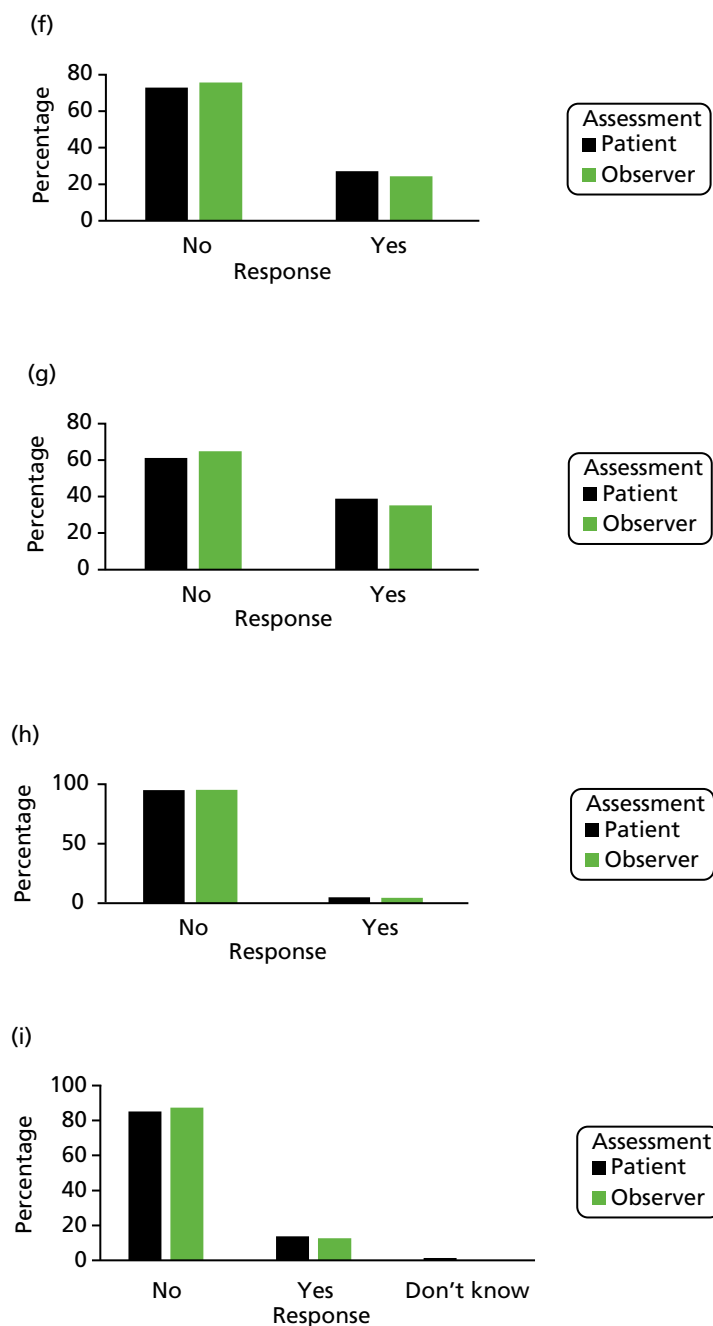 (f)
80
60
40
20
0
Percentage
No
Yes
Response
Assessment
Patient
Observer
(g)
80
60
40
20
0
Percentage
No
Yes
Response
Assessment
Patient
Observer
(h)
100
50
0
Percentage
No
Yes
Response
Assessment
Patient
Observer
(i)
100
80
60
40
20
0
Percentage
No
Yes
Don't know
Response
Assessment
Patient
Observer